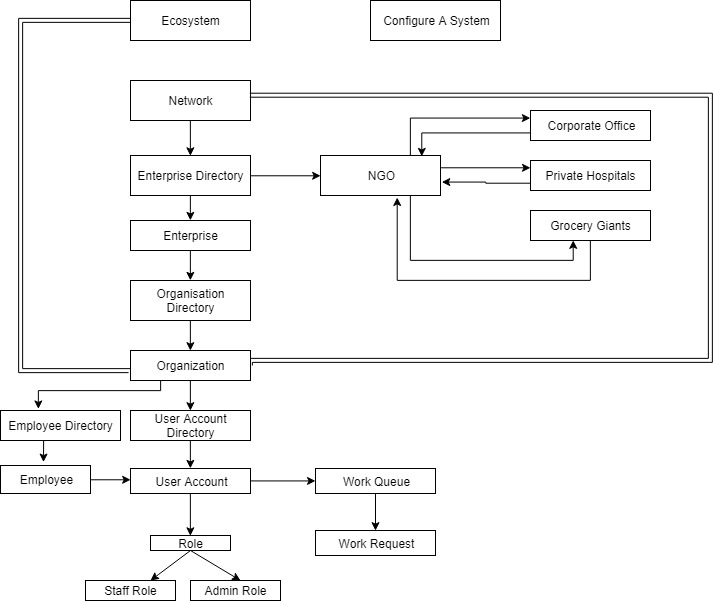 Ecosystem
Configure A System
Network
Corporate Office
Enterprise Directory
NGO
Private Hospitals
Grocery Giants
Enterprise
Organisation
Directory
Organization
Employee Directory
User Account
Directory
Employee
User Account
Work Queue
Role
Work Request
Staff Role
Admin Role